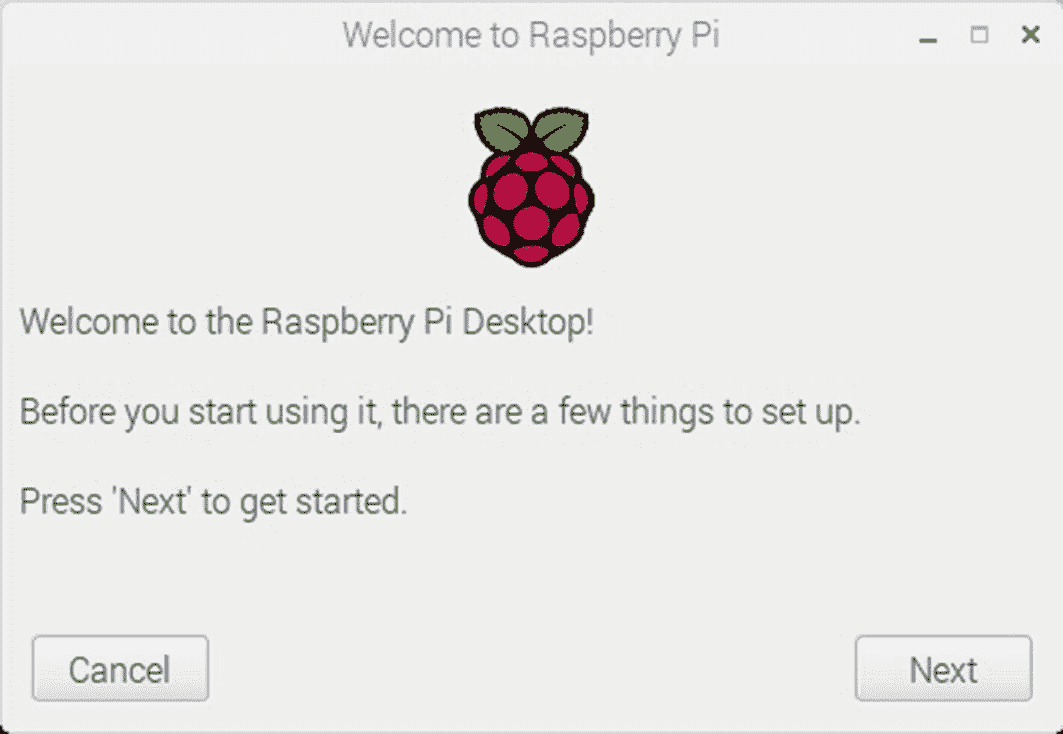 Welcome to Raspberry Pi
Welcome to the Raspberry Pi Desktop!
Before you start using it, there are a few things to set up.
Press 'Next' to get started.
Cancel
Next